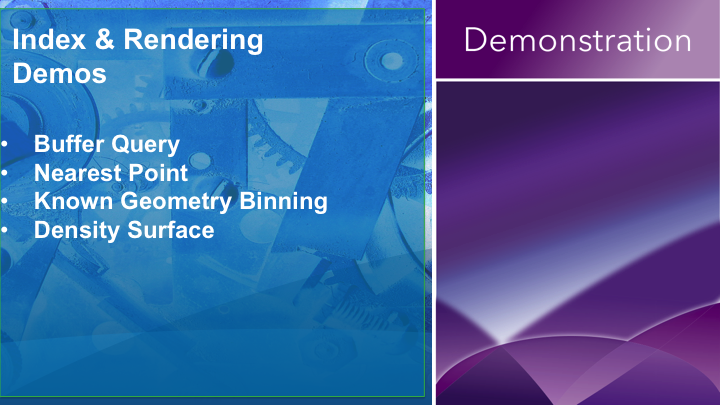 Index & Rendering
Demos
• Buffer Query
• Nearest Point
• Known Geometry Binning
• Density Surface
Demonstration